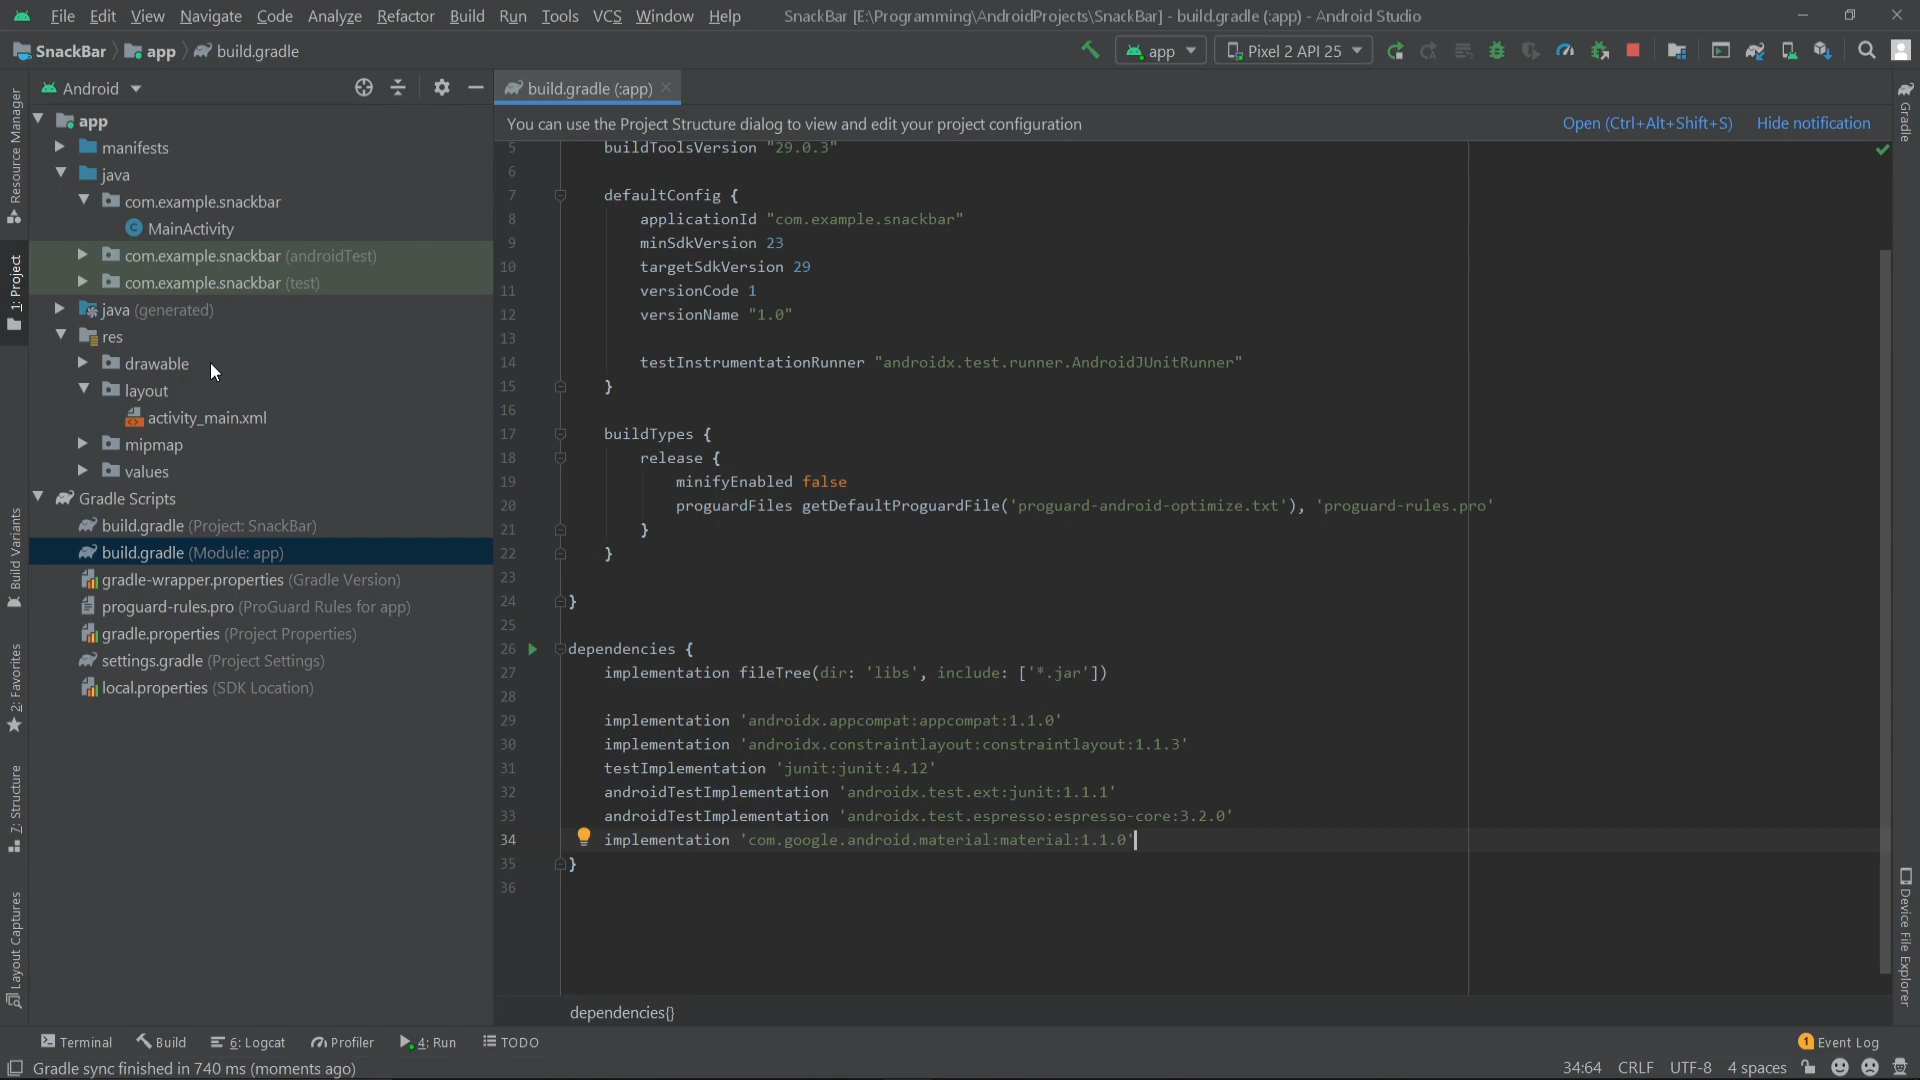 File Edit View Navigate Code Analyze Refactor Build Run Tools VCS Window Help SnackBar [E:\Programming\AndroidProjects\SnackBar] - build.gradle (:app) - Android Studio
SnackBar app build.gradle
app Pixel 2 API 25
Android
build.gradle (:app)
You can use the Project Structure dialog to view and edit your project configuration Open (Ctrl+Alt+Shift+S) Hide notification
Resource Manager
1: Project
Build Variants
2: Favorites
7: Structure
Layout Captures
app
manifests
java
com.example.snackbar
MainActivity
com.example.snackbar (androidTest)
com.example.snackbar (test)
java (generated)
res
drawable
layout
activity_main.xml
mipmap
values
Gradle Scripts
build.gradle (Project: SnackBar)
build.gradle (Module: app)
gradle-wrapper.properties (Gradle Version)
proguard-rules.pro (ProGuard Rules for app)
gradle.properties (Project Properties)
settings.gradle (Project Settings)
local.properties (SDK Location)
5 buildToolsVersion "29.0.3"
6
7 defaultConfig {
8 applicationId "com.example.snackbar"
9 minSdkVersion 23
10 targetSdkVersion 29
11 versionCode 1
12 versionName "1.0"
13
14 testInstrumentationRunner "androidx.test.runner.AndroidJUnitRunner"
15 }
16
17 buildTypes {
18 release {
19 minifyEnabled false
20 proguardFiles getDefaultProguardFile('proguard-android-optimize.txt'), 'proguard-rules.pro'
21 }
22 }
23
24 }
25
26 dependencies {
27 implementation fileTree(dir: 'libs', include: ['*.jar'])
28
29 implementation 'androidx.appcompat:appcompat:1.1.0'
30 implementation 'androidx.constraintlayout:constraintlayout:1.1.3'
31 testImplementation 'junit:junit:4.12'
32 androidTestImplementation 'androidx.test.ext:junit:1.1.1'
33 androidTestImplementation 'androidx.test.espresso:espresso-core:3.2.0'
34 implementation 'com.google.android.material:material:1.1.0'
35 }
36
dependencies{}
Gradle
Device File Explorer
Terminal Build 6: Logcat Profiler 4: Run TODO 1 Event Log
Gradle sync finished in 740 ms (moments ago) 34:64 CRLF UTF-8 4 spaces